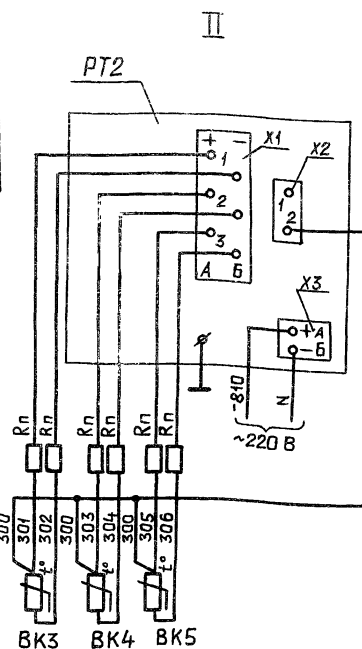 II
РТ2
X1
X2
+ -
1
2
3
А Б
1
2
X3
+ А
- Б
-810
N
~220 В
Rп Rп Rп Rп Rп Rп
300 301 302 300 303 304 300 305 306
t° t° t°
ВК3 ВК4 ВК5